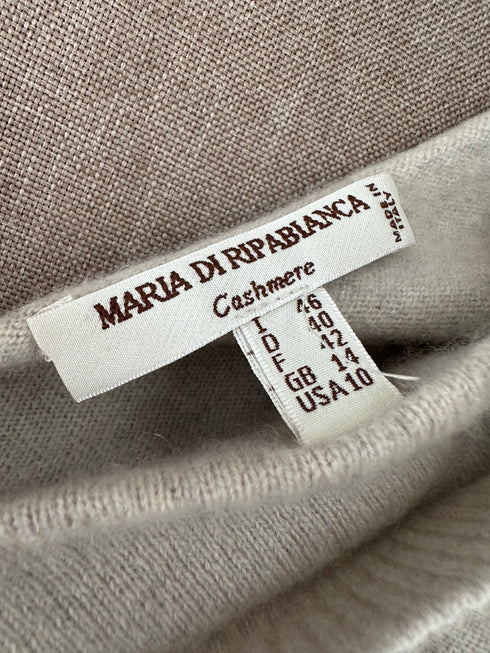 MARIA DI RIPABIANCA
Cashmere
MADE IN
ITALY
I 46
D 40
F 42
GB 14
USA 10